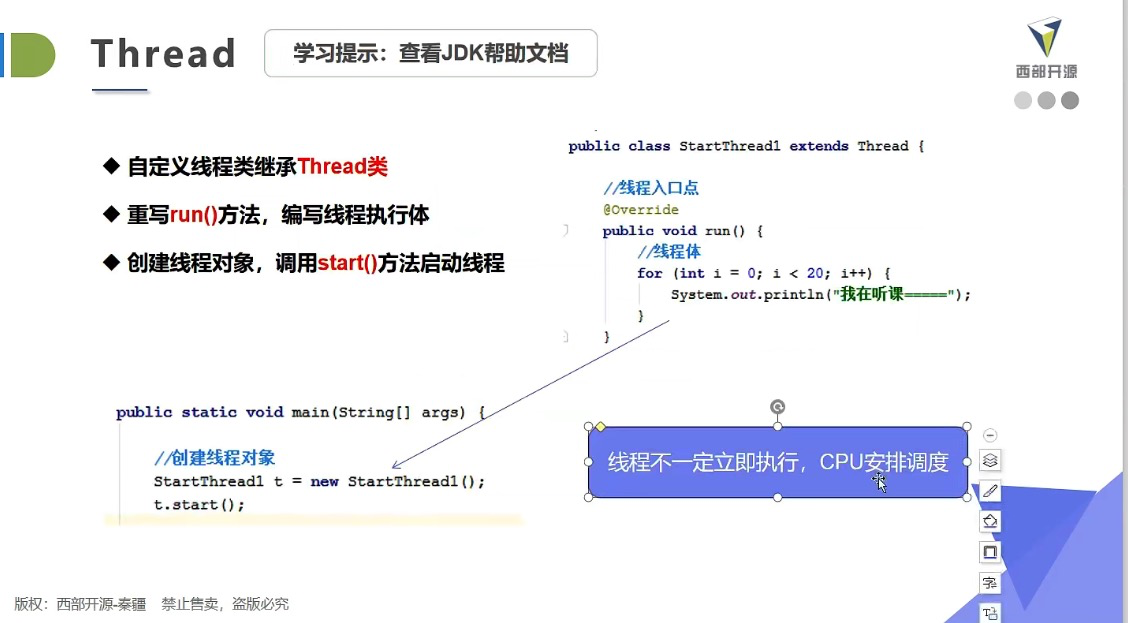 Thread
学习提示：查看JDK帮助文档
西部开源
◆ 自定义线程类继承Thread类
◆ 重写run()方法，编写线程执行体
◆ 创建线程对象，调用start()方法启动线程
public class StartThread1 extends Thread {
//线程入口点
@Override
public void run() {
//线程体
for (int i = 0; i < 20; i++) {
System.out.println("我在听课=====");
}
}
public static void main(String[] args) {
//创建线程对象
StartThread1 t = new StartThread1();
t.start();
线程不一定立即执行，CPU安排调度
字
版权：西部开源-秦疆 禁止售卖，盗版必究